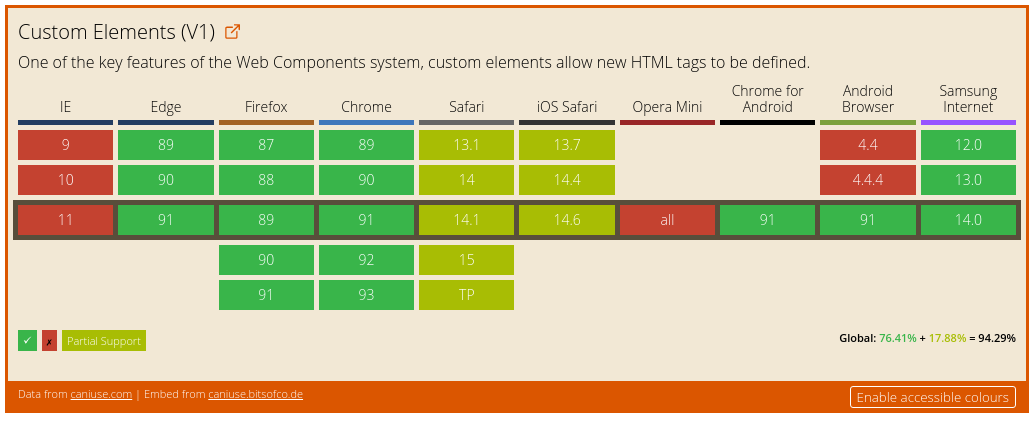 Custom Elements (V1)
One of the key features of the Web Components system, custom elements allow new HTML tags to be defined.
IE Edge Firefox Chrome Safari iOS Safari Opera Mini Chrome for Android Android Browser Samsung Internet
9 89 87 89 13.1 13.7 4.4 12.0
10 90 88 90 14 14.4 4.4.4 13.0
11 91 89 91 14.1 14.6 all 91 91 14.0
90 92 15
91 93 TP
✓ ✗ Partial Support
Global: 76.41% + 17.88% = 94.29%
Data from caniuse.com | Embed from caniuse.bitsofco.de
Enable accessible colours